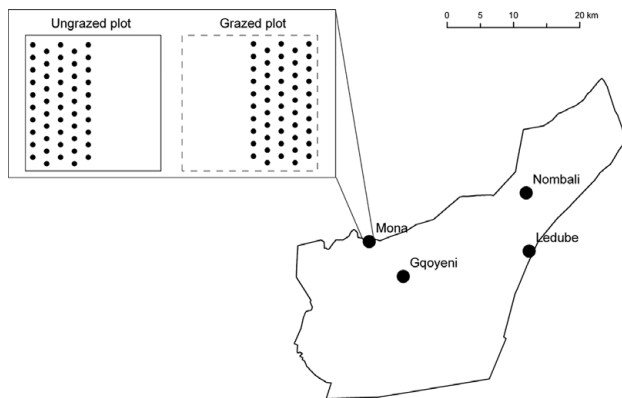 Ungrazed plot
Grazed plot
0 5 10 20 km
Nombali
Mona
Ledube
Gqoyeni